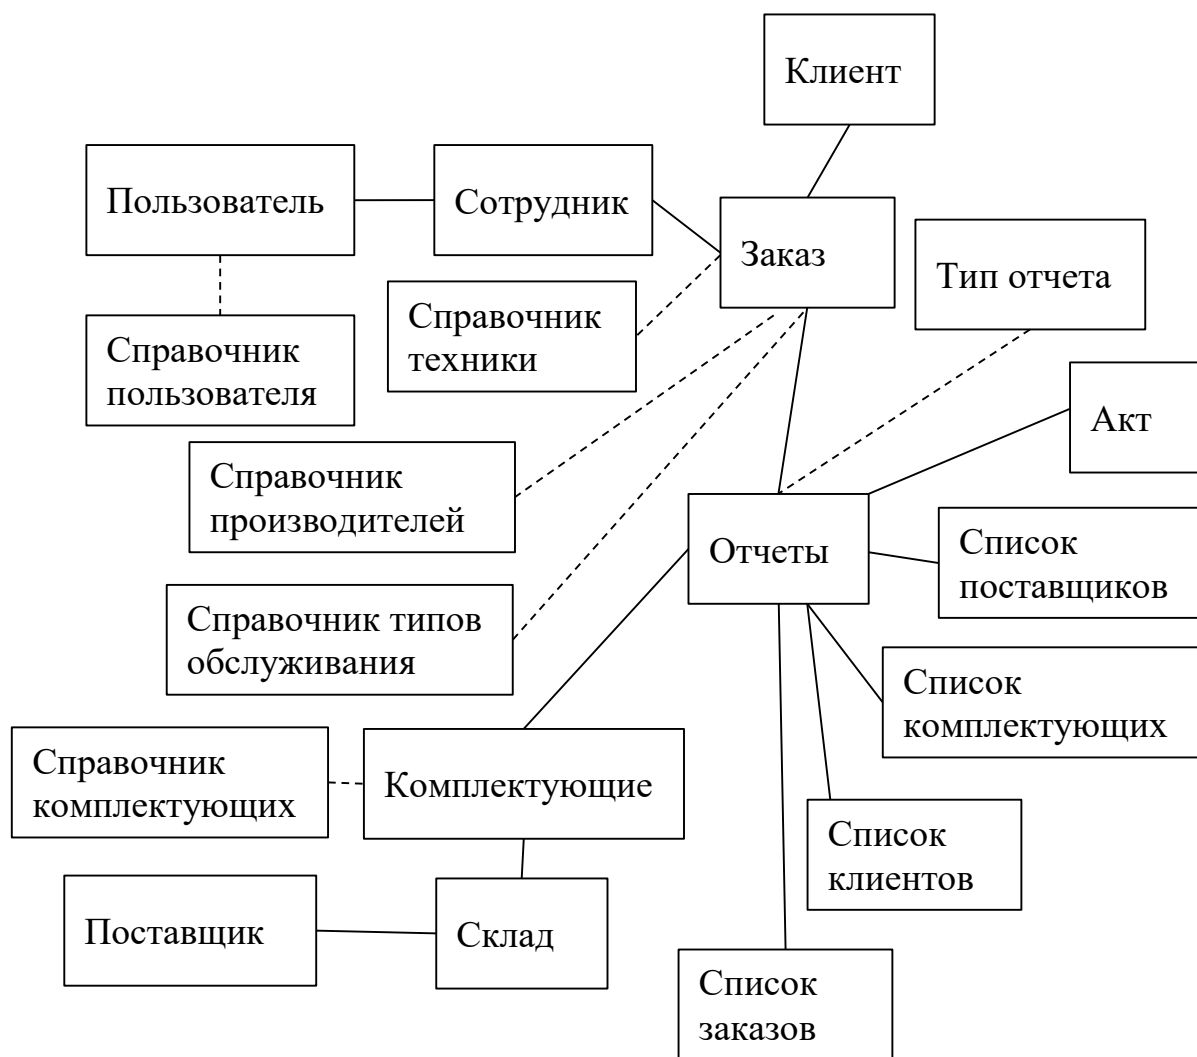 Клиент
Пользователь
Сотрудник
Заказ
Тип отчета
Справочник
техники
Справочник
пользователя
Акт
Справочник
производителей
Отчеты
Список
поставщиков
Справочник типов
обслуживания
Список
комплектующих
Справочник
комплектующих
Комплектующие
Список
клиентов
Поставщик
Склад
Список
заказов